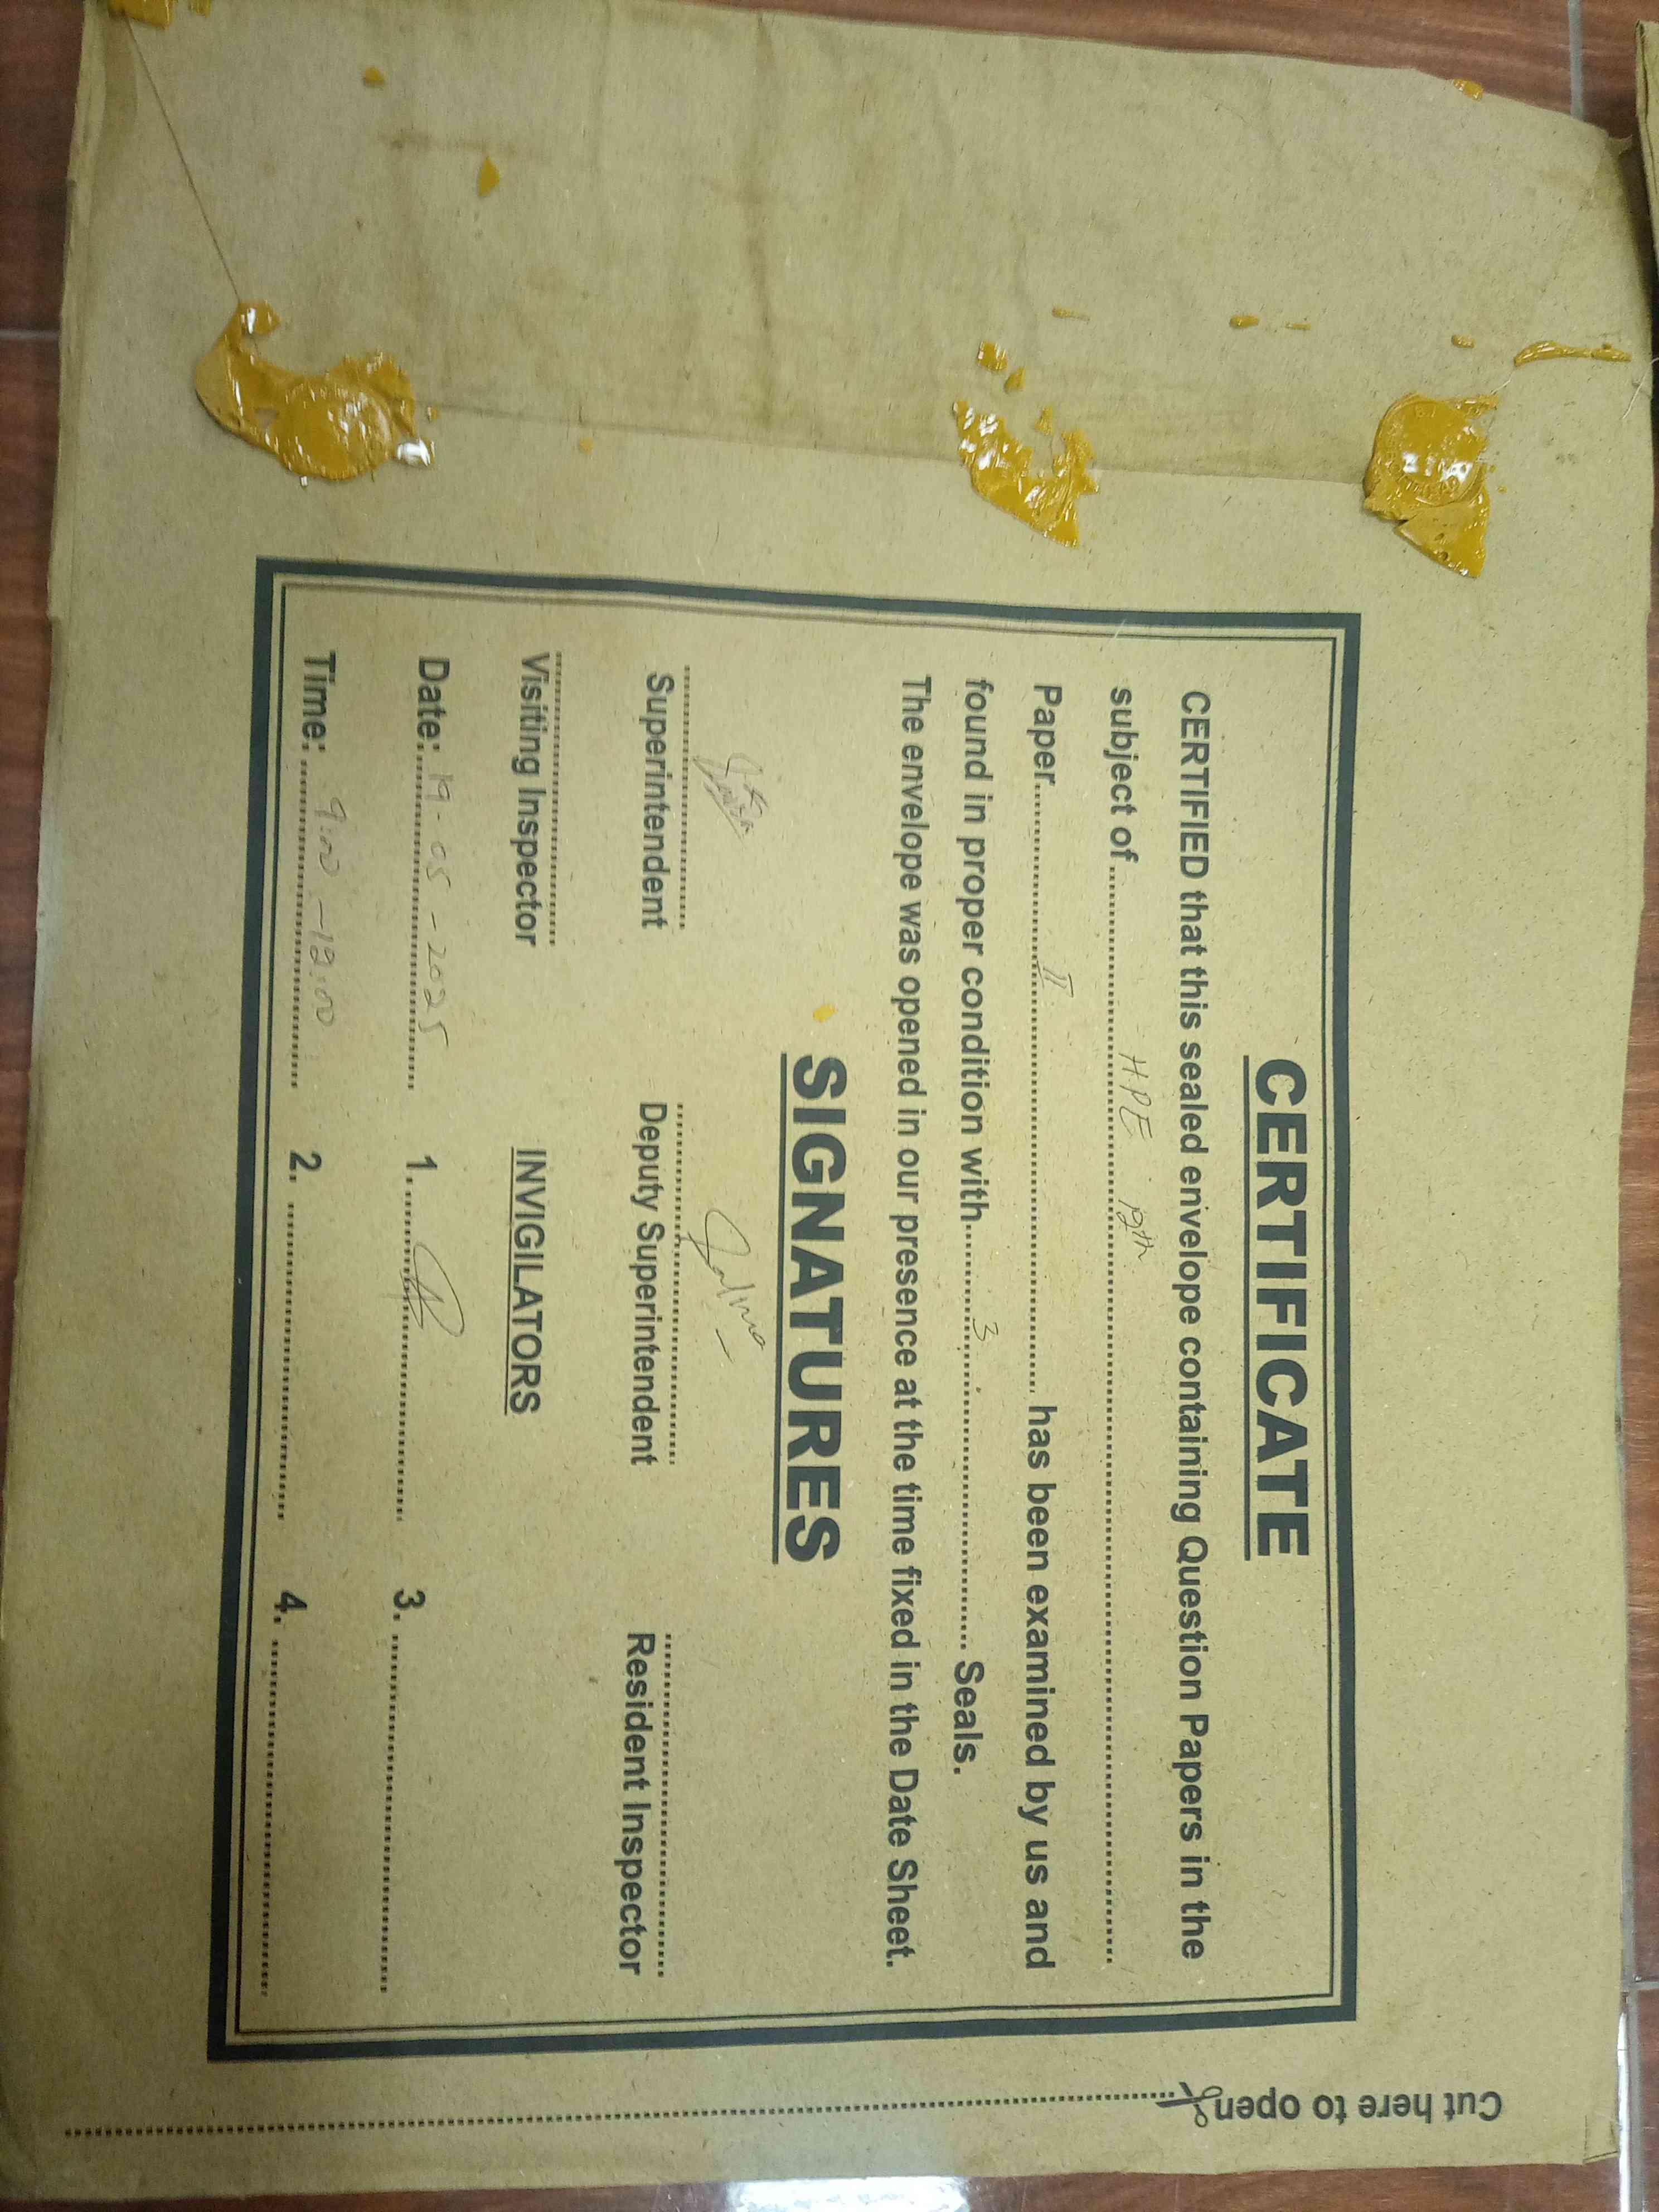 CERTIFICATE
CERTIFIED that this sealed envelope containing Question Papers in the
subject of.......... HPE 12th ..........
Paper.......... II .......... has been examined by us and
found in proper condition with.......... 3 .......... Seals.
The envelope was opened in our presence at the time fixed in the Date Sheet.
SIGNATURES
Salma
Superintendent Deputy Superintendent Resident Inspector
Visiting Inspector INVIGILATORS
Date: 19-05-2025 1. 3.
Time: 9:00 - 12:00 2. 4.
Cut here to open